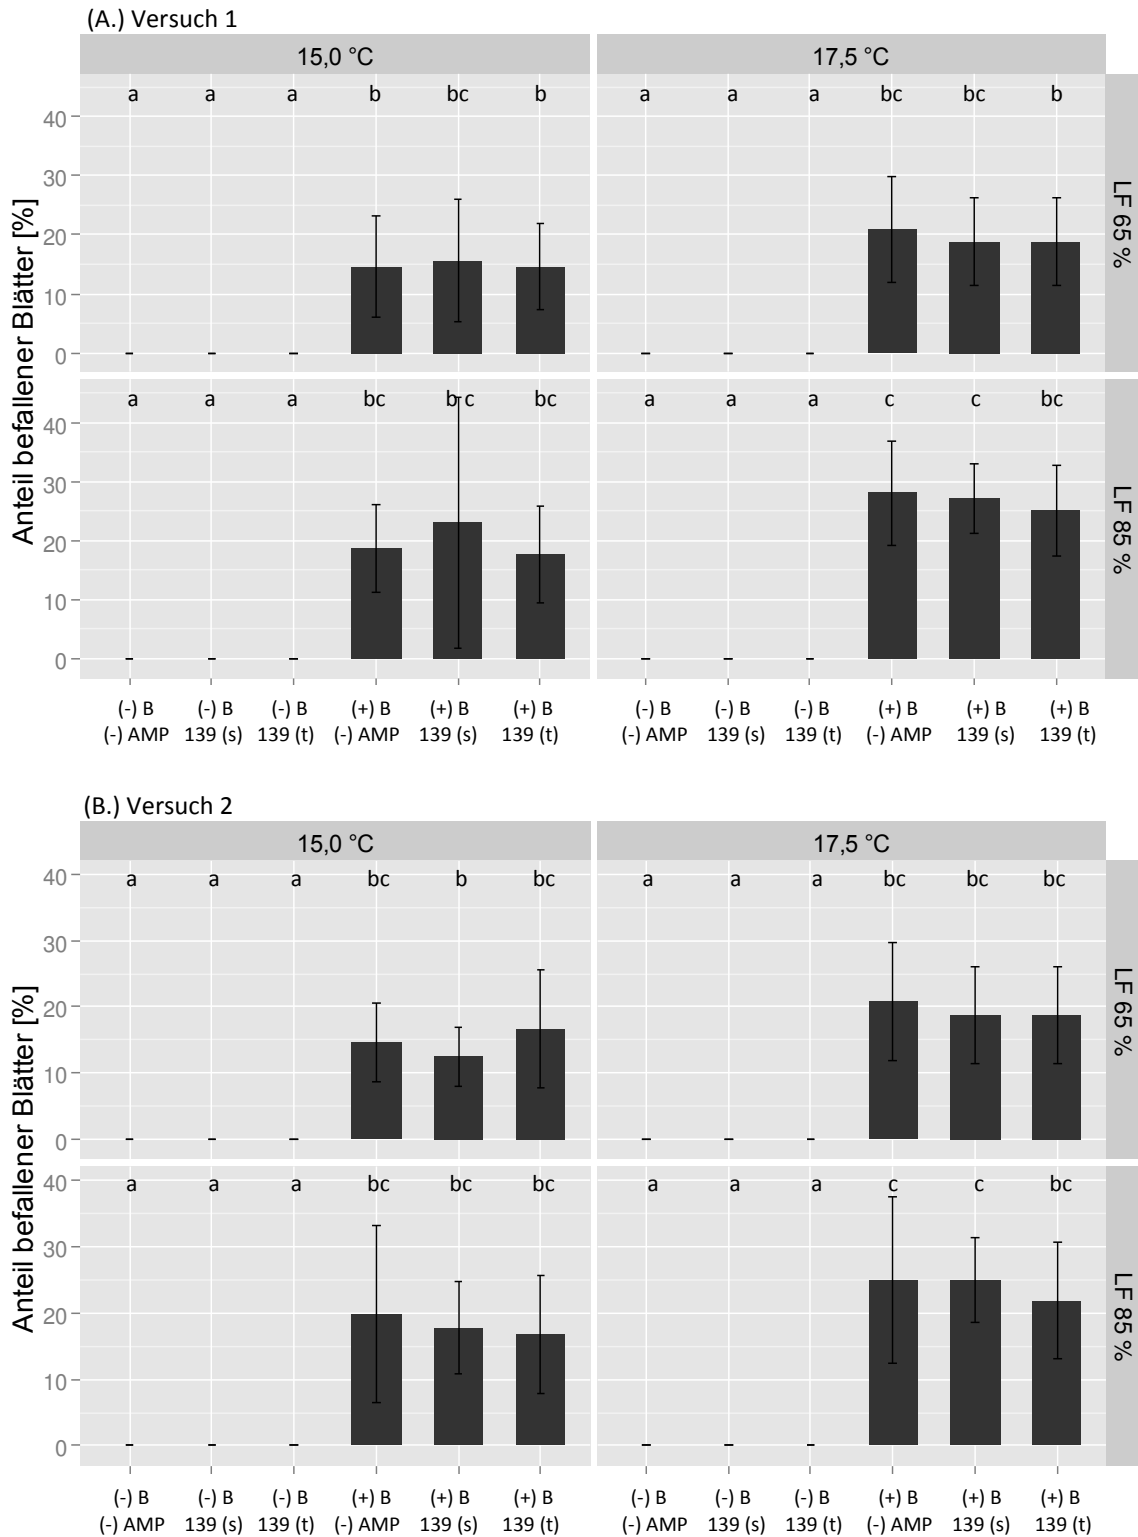 (A.) Versuch 1
15,0 °C
17,5 °C
a a a b bc b
a a a bc bc b
40
30
20
10
0
LF 65 %
a a a bc bc bc
a a a c c bc
40
30
20
10
0
LF 85 %
Anteil befallener Blätter [%]
(-) B (-) B (-) B (+) B (+) B (+) B
(-) AMP 139 (s) 139 (t) (-) AMP 139 (s) 139 (t)
(-) B (-) B (-) B (+) B (+) B (+) B
(-) AMP 139 (s) 139 (t) (-) AMP 139 (s) 139 (t)
(B.) Versuch 2
15,0 °C
17,5 °C
a a a bc b bc
a a a bc bc bc
40
30
20
10
0
LF 65 %
a a a bc bc bc
a a a c c bc
40
30
20
10
0
LF 85 %
Anteil befallener Blätter [%]
(-) B (-) B (-) B (+) B (+) B (+) B
(-) AMP 139 (s) 139 (t) (-) AMP 139 (s) 139 (t)
(-) B (-) B (-) B (+) B (+) B (+) B
(-) AMP 139 (s) 139 (t) (-) AMP 139 (s) 139 (t)